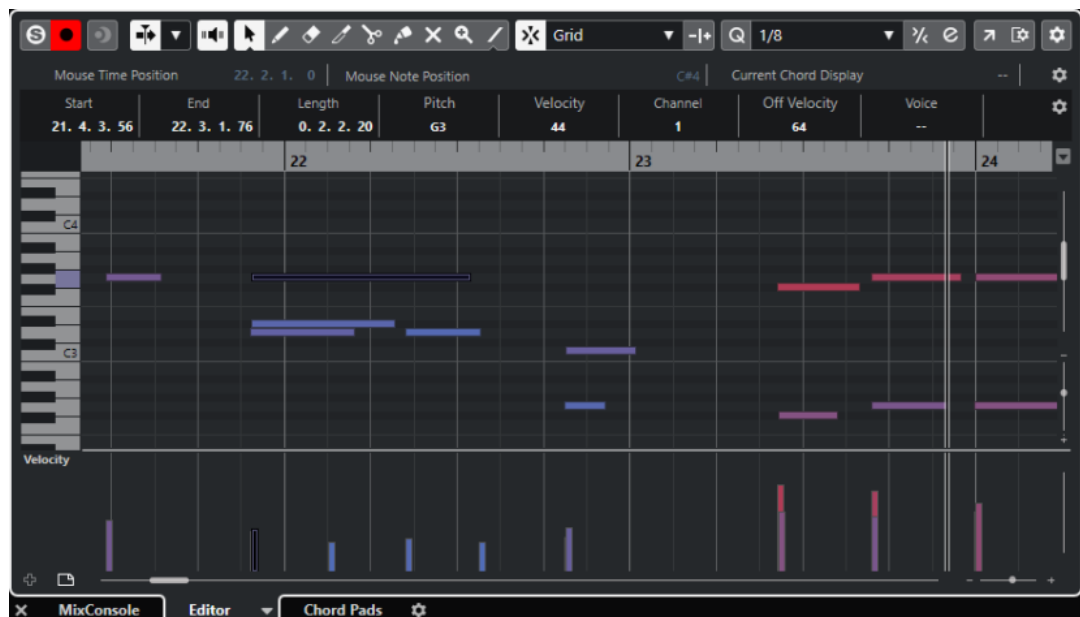 Grid 1/8
Mouse Time Position 22. 2. 1. 0 Mouse Note Position C#4 Current Chord Display --
Start End Length Pitch Velocity Channel Off Velocity Voice
21. 4. 3. 56 22. 3. 1. 76 0. 2. 2. 20 G3 44 1 64 --
22 23 24
C4
C3
Velocity
MixConsole Editor Chord Pads